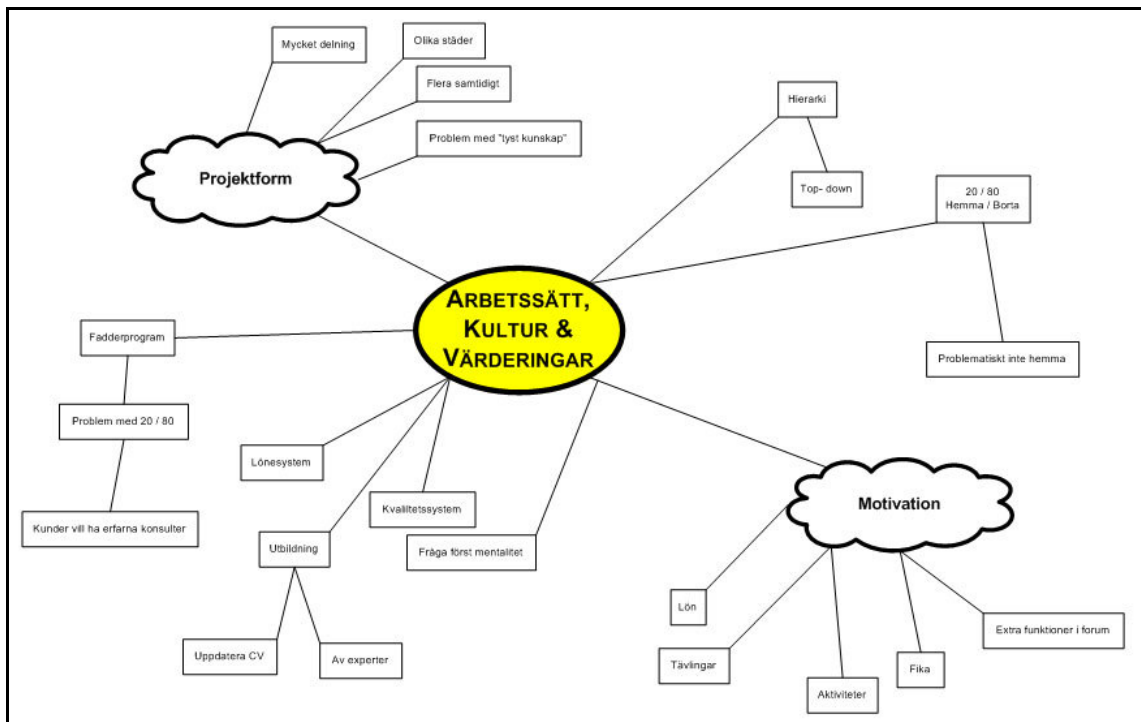 Mycket delning
Olika städer
Flera samtidigt
Problem med "tyst kunskap"
Projektform
Hierarki
Top- down
20 / 80
Hemma / Borta
Problematiskt inte hemma
ARBETSSÄTT,
KULTUR &
VÄRDERINGAR
Fadderprogram
Problem med 20 / 80
Kunder vill ha erfarna konsulter
Lönesystem
Utbildning
Uppdatera CV
Av experter
Kvalitetssystem
Fråga först mentalitet
Motivation
Lön
Tävlingar
Aktiviteter
Fika
Extra funktioner i forum